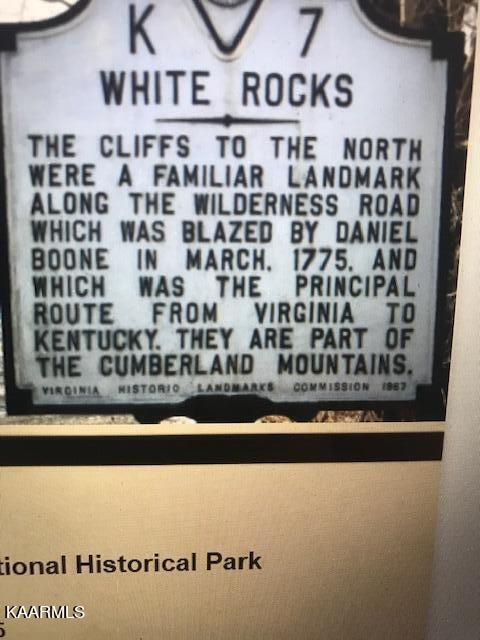 K 7
WHITE ROCKS
THE CLIFFS TO THE NORTH
WERE A FAMILIAR LANDMARK
ALONG THE WILDERNESS ROAD
WHICH WAS BLAZED BY DANIEL
BOONE IN MARCH, 1775, AND
WHICH WAS THE PRINCIPAL
ROUTE FROM VIRGINIA TO
KENTUCKY. THEY ARE PART OF
THE CUMBERLAND MOUNTAINS.
VIRGINIA HISTORIC LANDMARKS COMMISSION 1967
tional Historical Park
KAARMLS
5